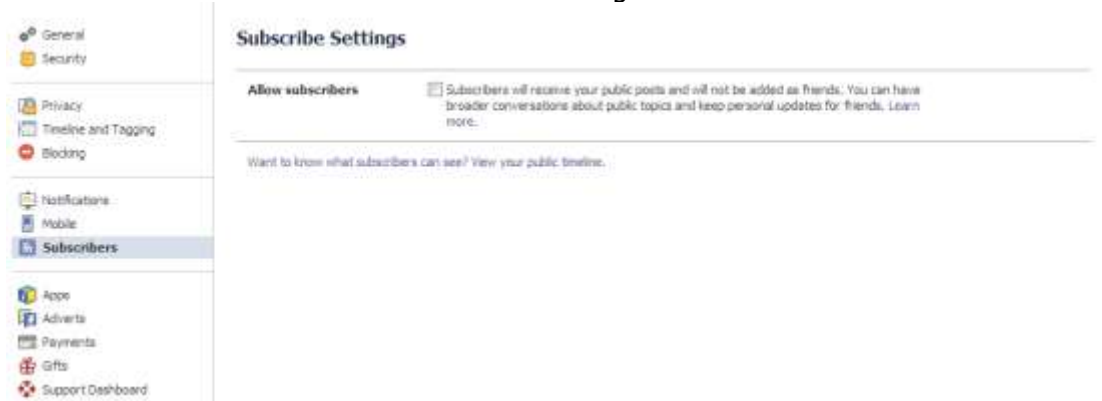 General
Security
Privacy
Timeline and Tagging
Blocking
Notifications
Mobile
Subscribers
Apps
Adverts
Payments
Gifts
Support Dashboard
Subscribe Settings
Allow subscribers
Subscribers will receive your public posts and will not be added as friends. You can have
broader conversations about public topics and keep personal updates for friends. Learn
more.
Want to know what subscribers can see? View your public timeline.